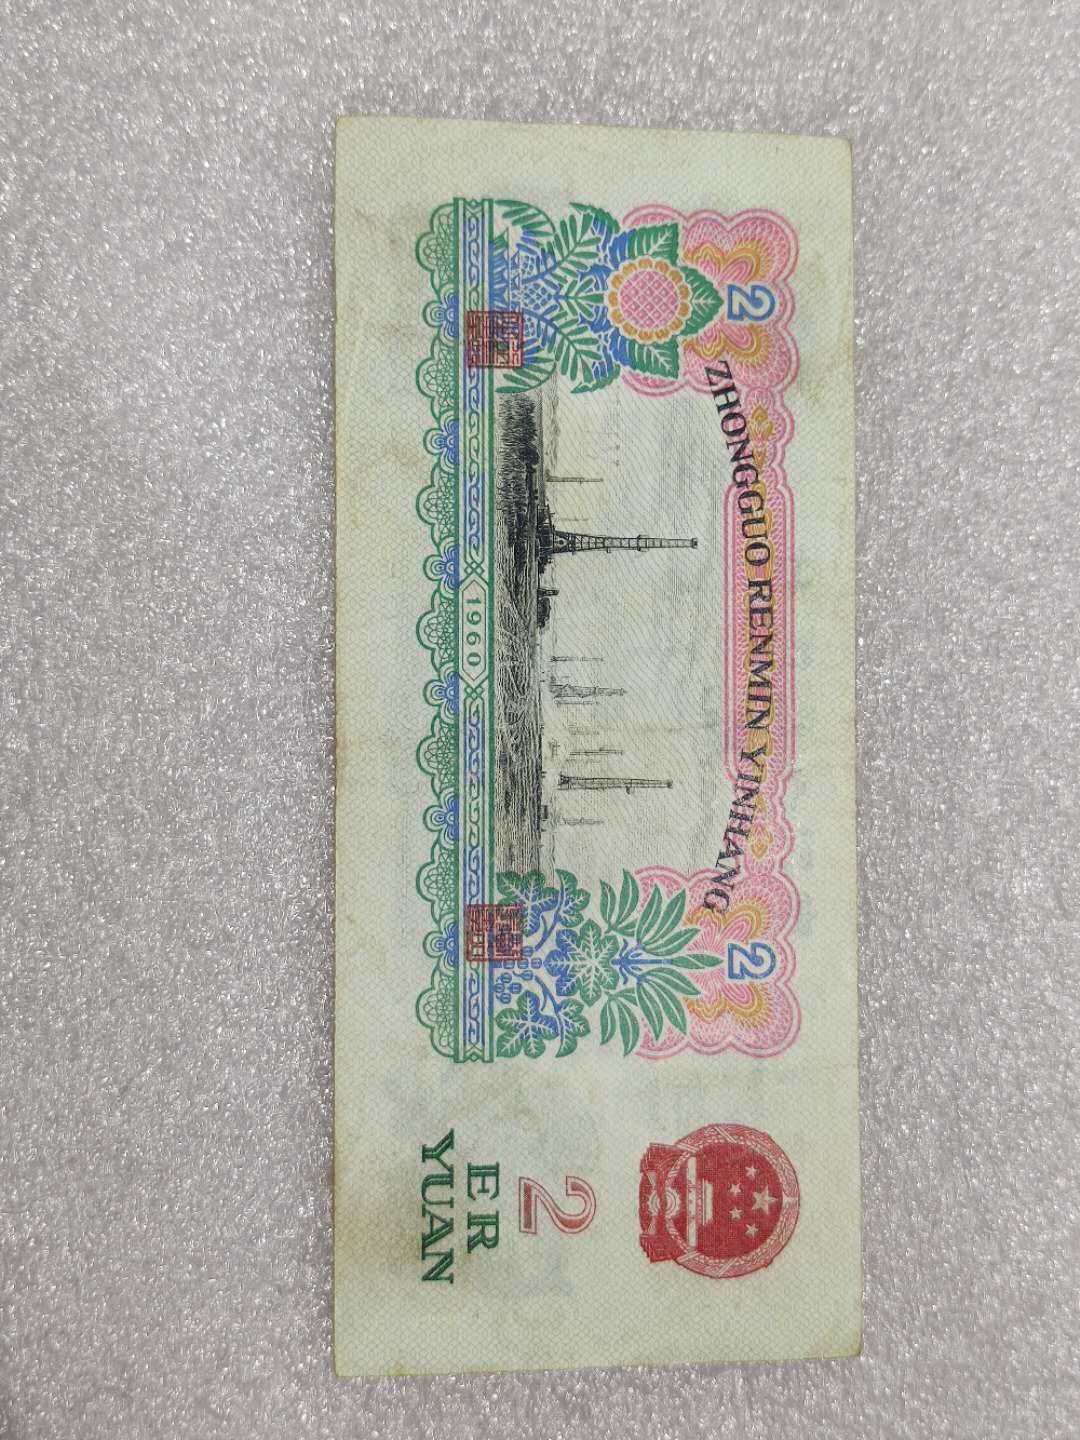 ZHONGGUO RENMIN YINHANG
2
2
2
ER
YUAN
1960